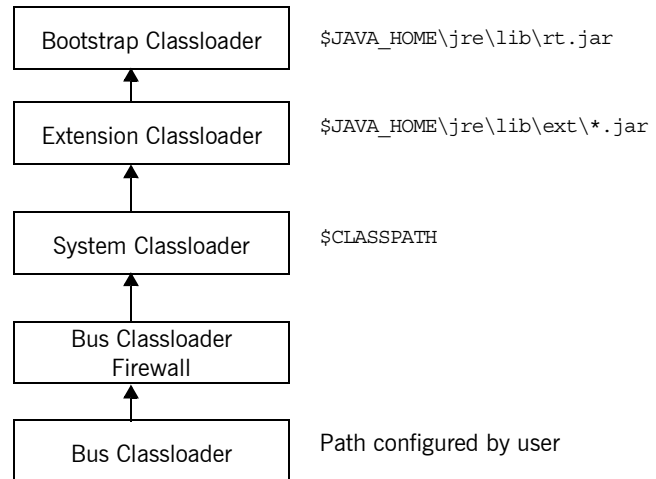 Bootstrap Classloader
$JAVA_HOME\jre\lib\rt.jar
Extension Classloader
$JAVA_HOME\jre\lib\ext\*.jar
System Classloader
$CLASSPATH
Bus Classloader
Firewall
Bus Classloader
Path configured by user